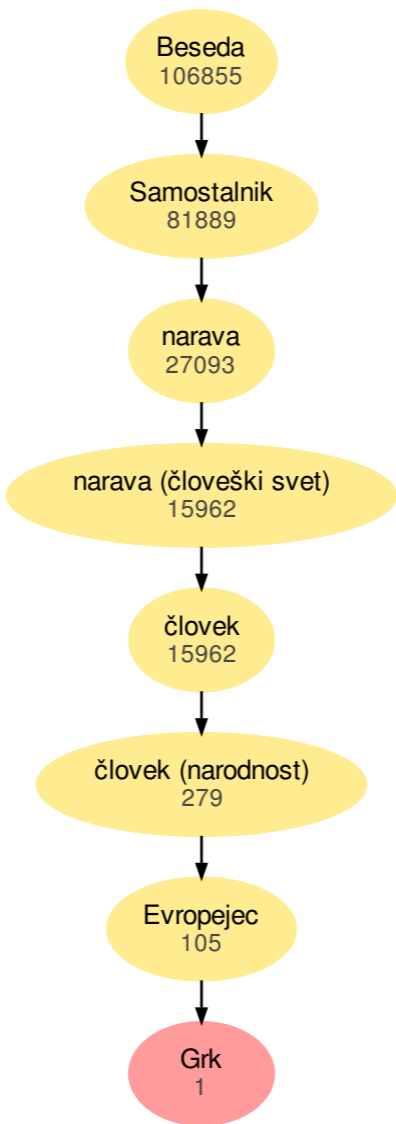 Beseda
106855
Samostalnik
81889
narava
27093
narava (človeški svet)
15962
človek
15962
človek (narodnost)
279
Evropejec
105
Grk
1